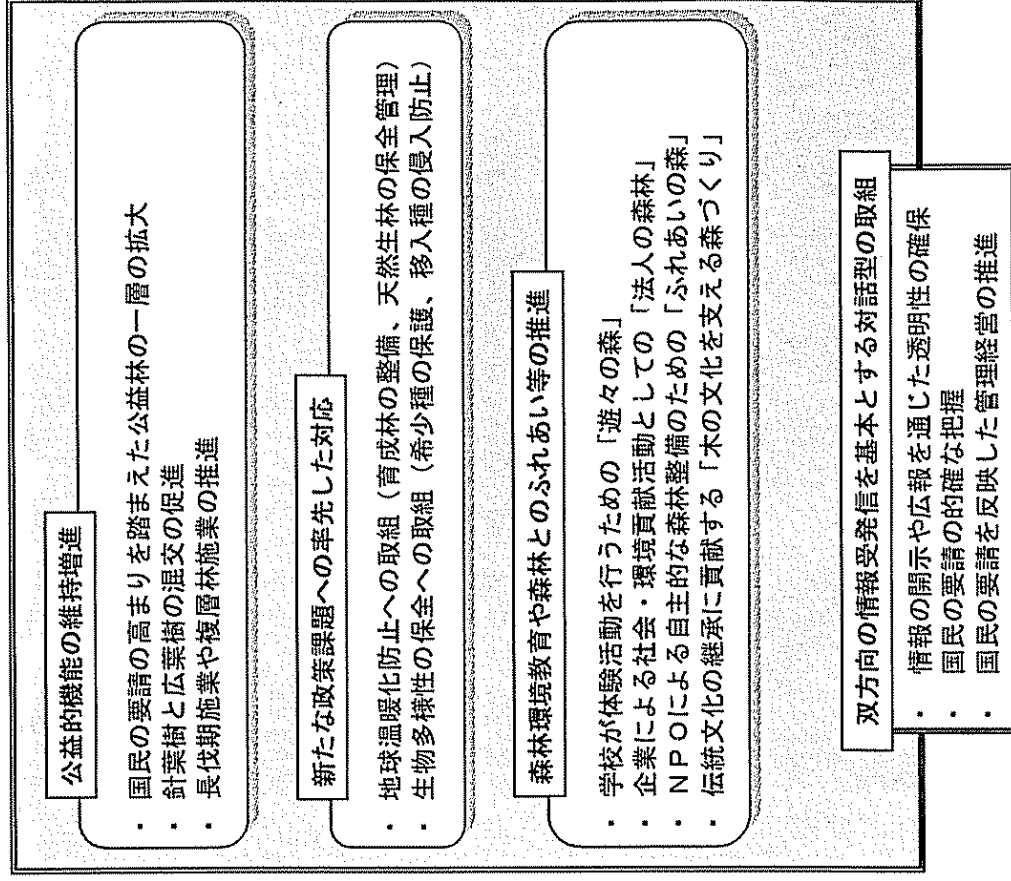 公益的機能の維持増進
・国民の要請の高まりを踏まえた公益林の一層の拡大
・針葉樹と広葉樹の混交の促進
・長伐期施業や複層林施業の推進
新たな政策課題への率先した対応
・地球温暖化防止への取組（育成林の整備、天然生林の保全管理）
・生物多様性の保全への取組（希少種の保護、移入種の侵入防止）
森林環境教育や森林とのふれあい等の推進
・学校が体験活動を行うための「遊々の森」
・企業による社会・環境貢献活動としての「法人の森林」
・ＮＰＯによる自主的な森林整備のための「ふれあいの森」
・伝統文化の継承に貢献する「木の文化を支える森づくり」
双方向の情報受発信を基本とする対話型の取組
・情報の開示や広報を通じた透明性の確保
・国民の要請の的確な把握
・国民の要請を反映した管理経営の推進